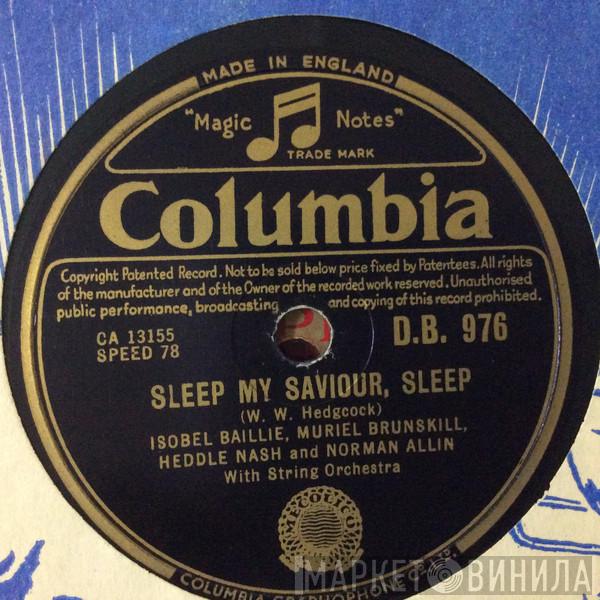 MADE IN ENGLAND
"Magic Notes"
TRADE MARK
Columbia
Copyright Patented Record. Not to be sold below price fixed by Patentees. All rights
of the manufacturer and of the Owner of the recorded work reserved. Unauthorised
public performance, broadcasting and copying of this record prohibited.
CA 13155
SPEED 78
D.B. 976
SLEEP MY SAVIOUR, SLEEP
(W. W. Hedgcock)
ISOBEL BAILLIE, MURIEL BRUNSKILL,
HEDDLE NASH and NORMAN ALLIN
With String Orchestra
COLUMBIA GRAPHOPHONE CO. LTD.
МАРКЕТ ВИНИЛА